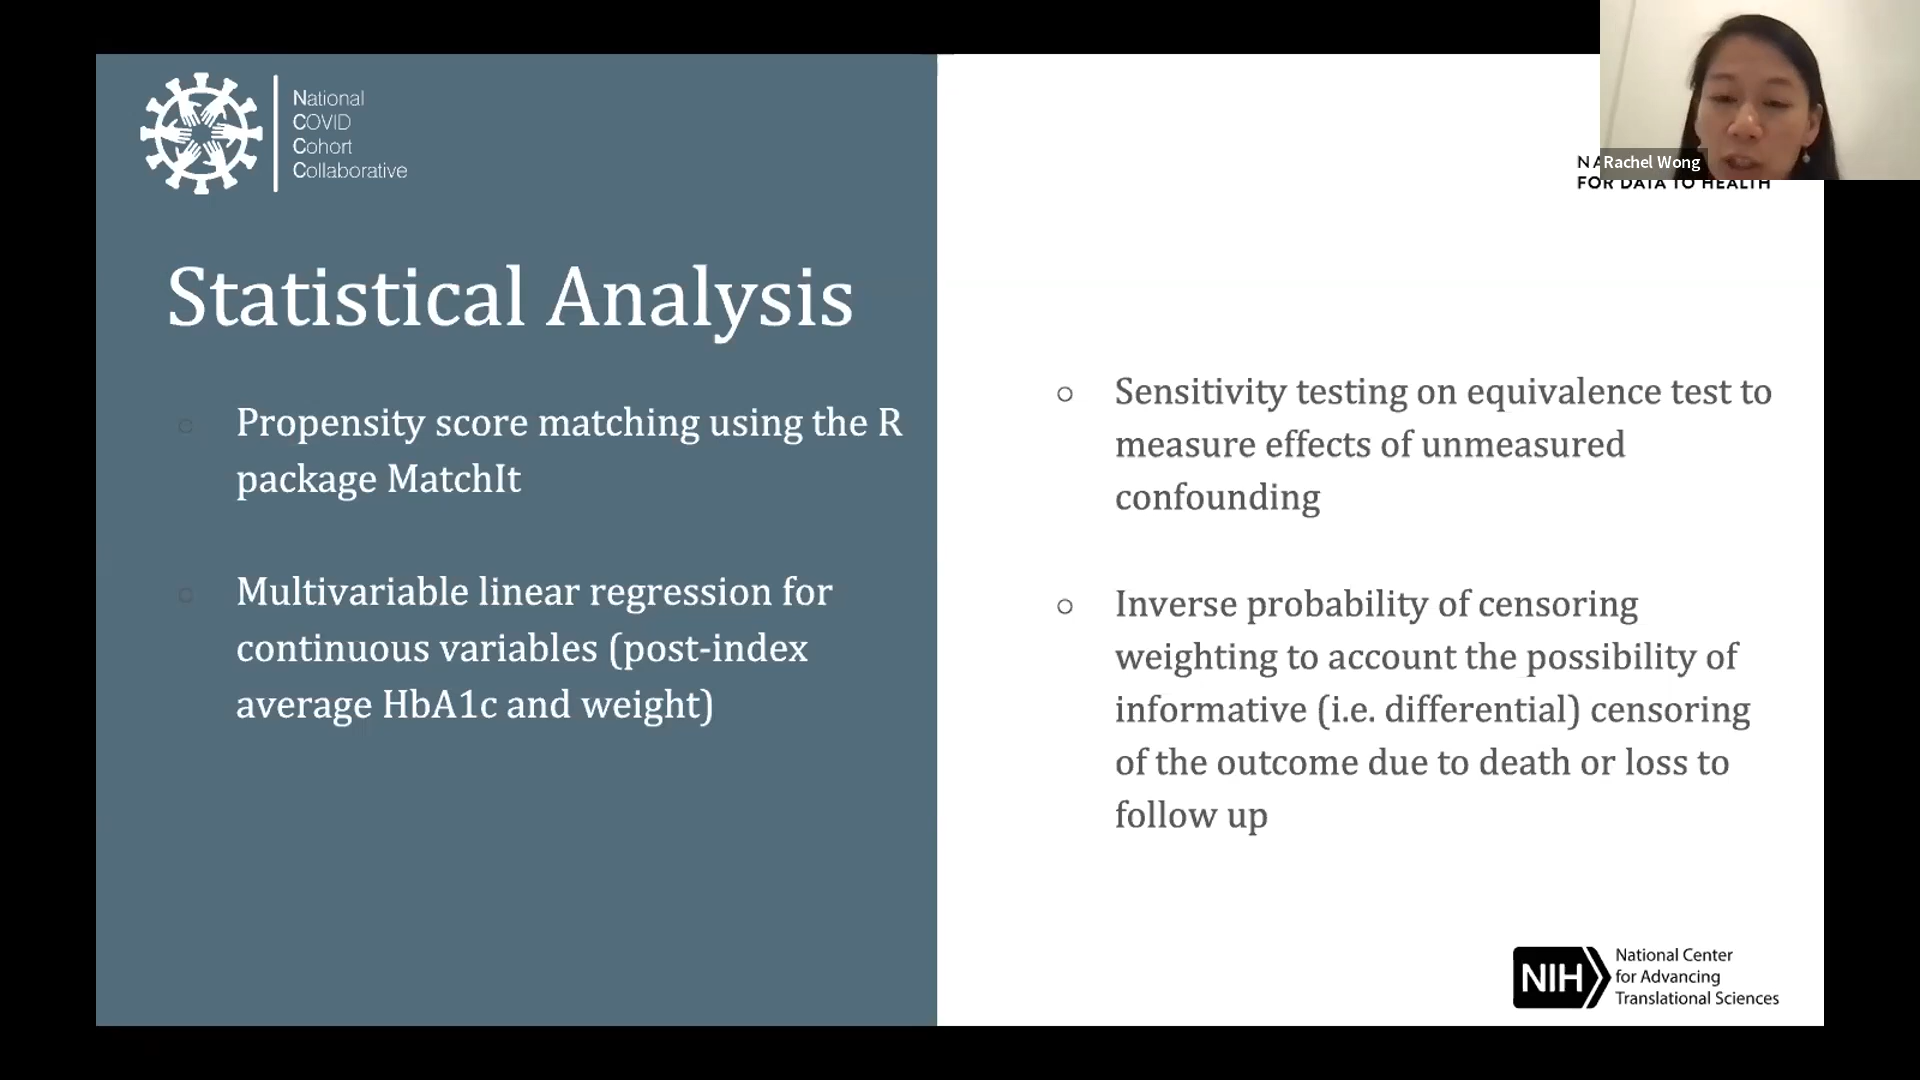 National
COVID
Cohort
Collaborative
Statistical Analysis
Propensity score matching using the R
package MatchIt
Multivariable linear regression for
continuous variables (post-index
average HbA1c and weight)
Rachel Wong
FOR DATA TO HEALTH
Sensitivity testing on equivalence test to
measure effects of unmeasured
confounding
Inverse probability of censoring
weighting to account the possibility of
informative (i.e. differential) censoring
of the outcome due to death or loss to
follow up
NIH
National Center
for Advancing
Translational Sciences